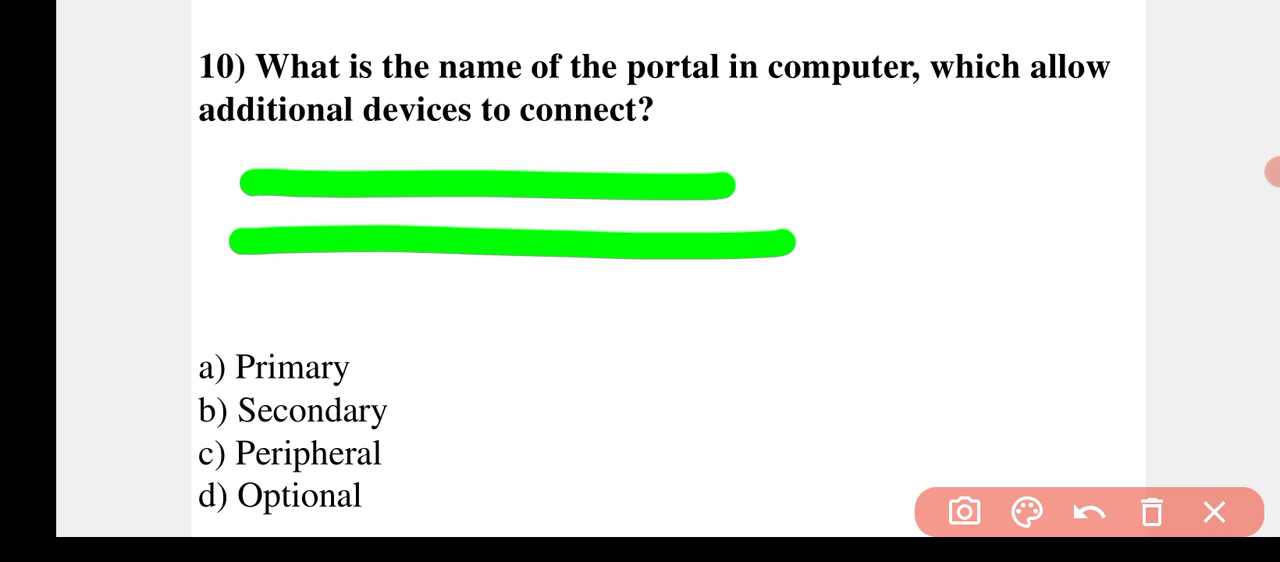 10) What is the name of the portal in computer, which allow
additional devices to connect?
a) Primary
b) Secondary
c) Peripheral
d) Optional